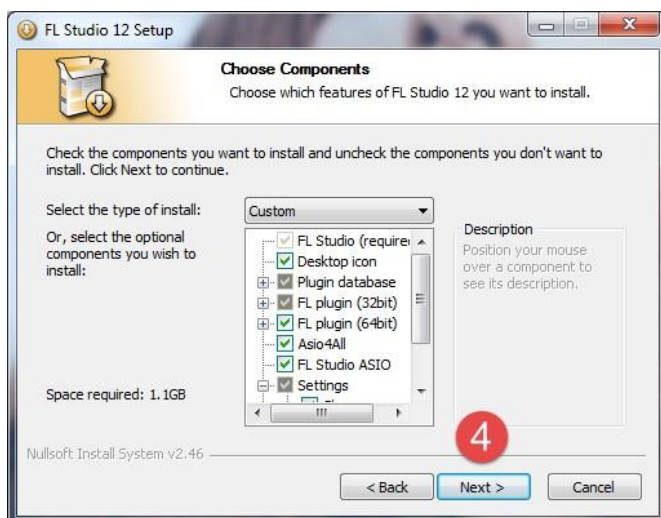 FL Studio 12 Setup
Choose Components
Choose which features of FL Studio 12 you want to install.
Check the components you want to install and uncheck the components you don't want to
install. Click Next to continue.
Select the type of install:
Custom
Or, select the optional
components you wish to
install:
FL Studio (require
Desktop icon
Plugin database
FL plugin (32bit)
FL plugin (64bit)
Asio4All
FL Studio ASIO
Settings
Description
Position your mouse
over a component to
see its description.
Space required: 1.1GB
4
Nullsoft Install System v2.46
< Back
Next >
Cancel